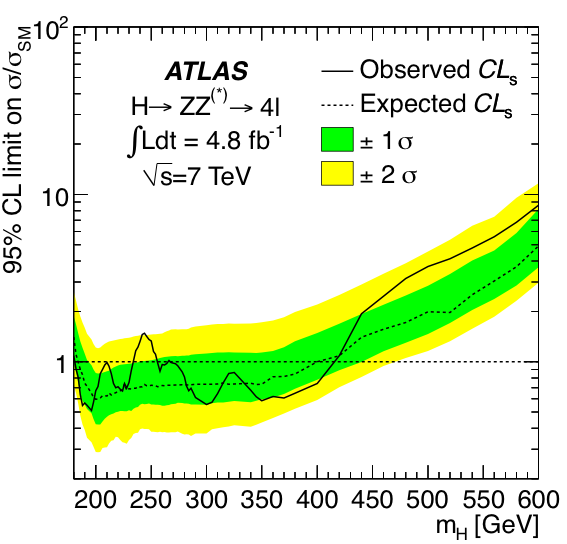 95% CL limit on σ/σSM
10²
10
1
ATLAS
H→ ZZ(*)→ 4l
∫Ldt = 4.8 fb-1
√s=7 TeV
Observed CLs
Expected CLs
± 1 σ
± 2 σ
200 250 300 350 400 450 500 550 600
mH [GeV]